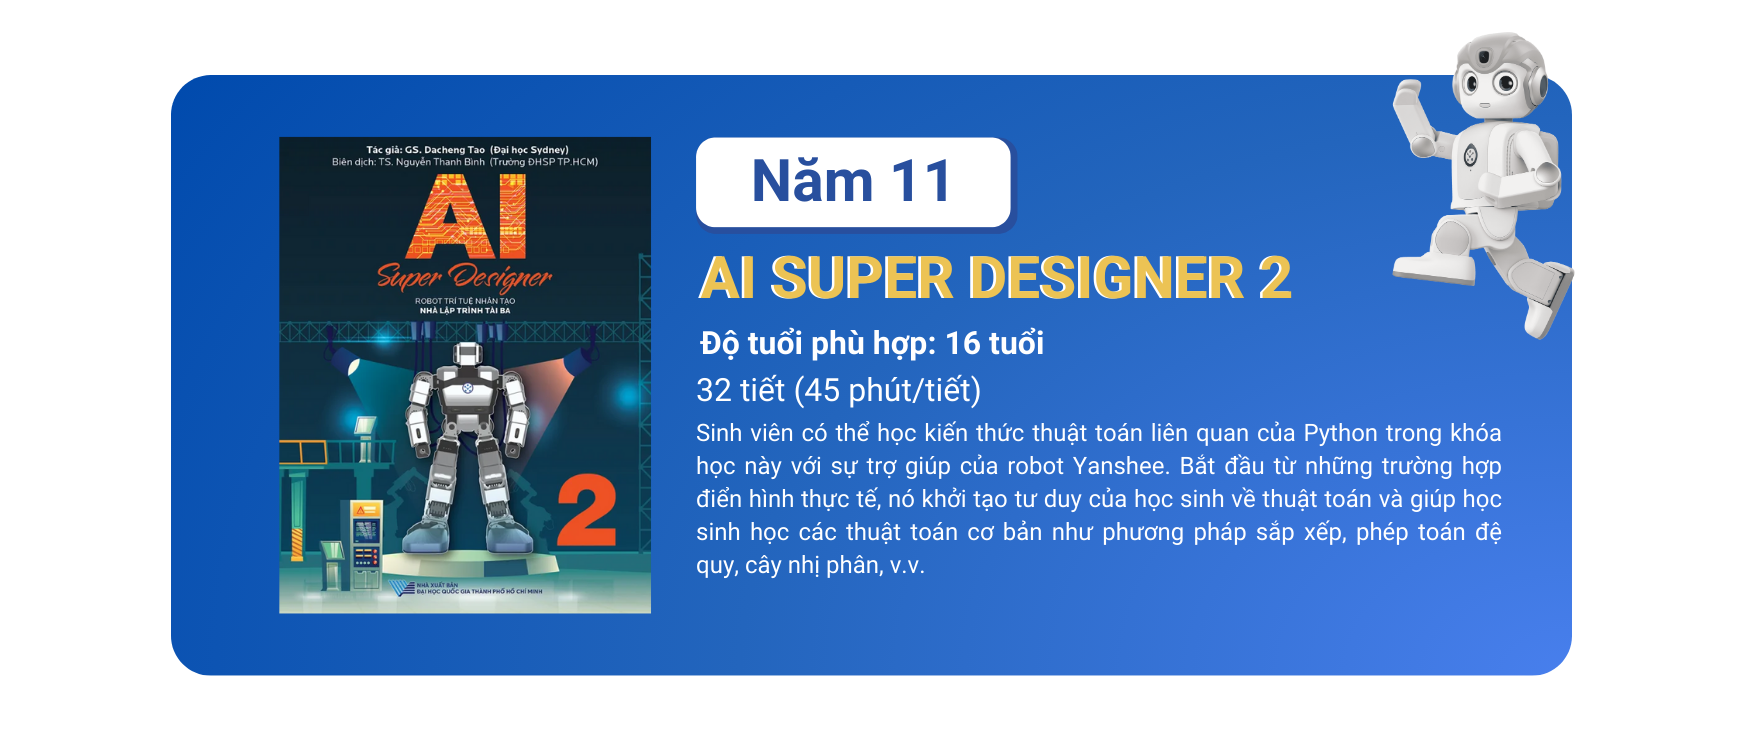 Tác giả: GS. Dacheng Tao (Đại học Sydney)
Biên dịch: TS. Nguyễn Thanh Bình (Trường ĐHSP TP.HCM)
AI
Super Designer
ROBOT TRÍ TUỆ NHÂN TẠO
NHÀ LẬP TRÌNH TÀI BA
2
NHÀ XUẤT BẢN
ĐẠI HỌC QUỐC GIA THÀNH PHỐ HỒ CHÍ MINH
Năm 11
AI SUPER DESIGNER 2
Độ tuổi phù hợp: 16 tuổi
32 tiết (45 phút/tiết)
Sinh viên có thể học kiến thức thuật toán liên quan của Python trong khóa
học này với sự trợ giúp của robot Yanshee. Bắt đầu từ những trường hợp
điển hình thực tế, nó khởi tạo tư duy của học sinh về thuật toán và giúp học
sinh học các thuật toán cơ bản như phương pháp sắp xếp, phép toán đệ
quy, cây nhị phân, v.v.